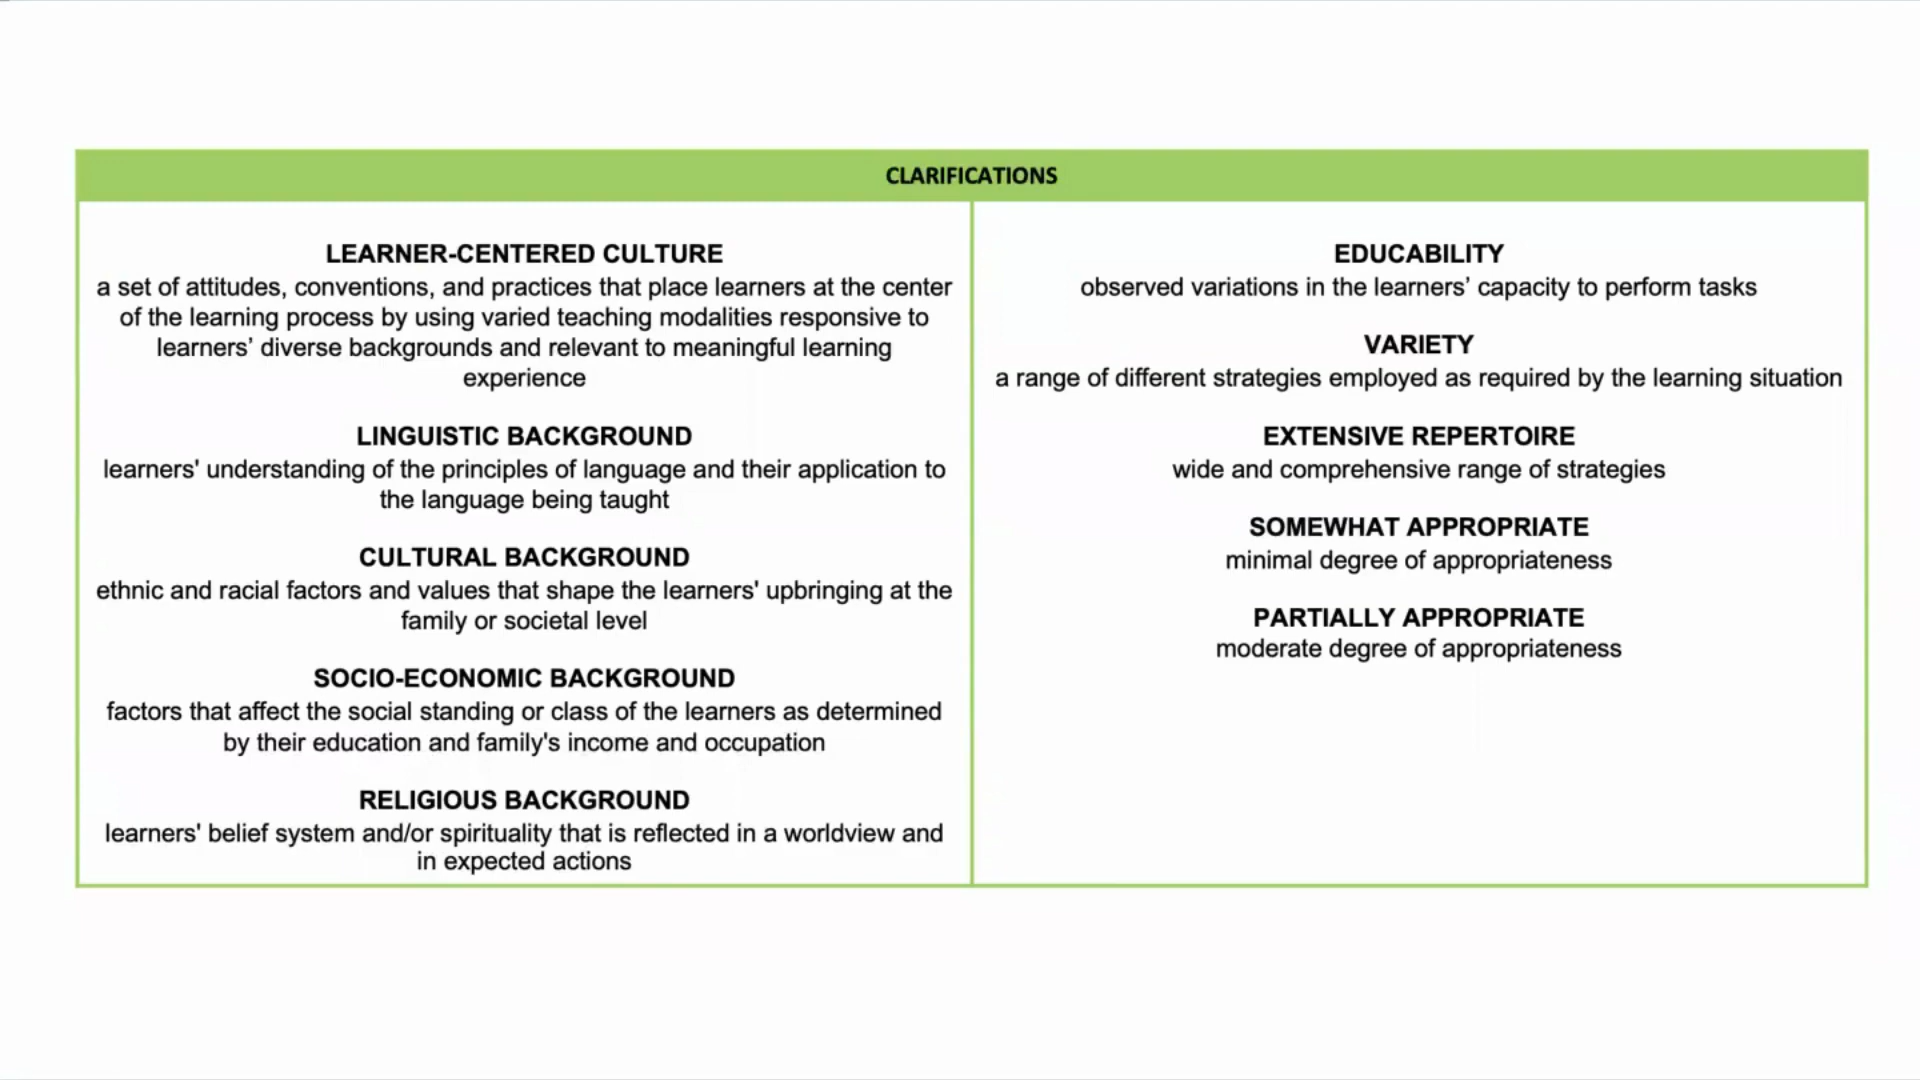 CLARIFICATIONS
LEARNER-CENTERED CULTURE
a set of attitudes, conventions, and practices that place learners at the center
of the learning process by using varied teaching modalities responsive to
learners’ diverse backgrounds and relevant to meaningful learning
experience
LINGUISTIC BACKGROUND
learners' understanding of the principles of language and their application to
the language being taught
CULTURAL BACKGROUND
ethnic and racial factors and values that shape the learners' upbringing at the
family or societal level
SOCIO-ECONOMIC BACKGROUND
factors that affect the social standing or class of the learners as determined
by their education and family's income and occupation
RELIGIOUS BACKGROUND
learners' belief system and/or spirituality that is reflected in a worldview and
in expected actions
EDUCABILITY
observed variations in the learners’ capacity to perform tasks
VARIETY
a range of different strategies employed as required by the learning situation
EXTENSIVE REPERTOIRE
wide and comprehensive range of strategies
SOMEWHAT APPROPRIATE
minimal degree of appropriateness
PARTIALLY APPROPRIATE
moderate degree of appropriateness